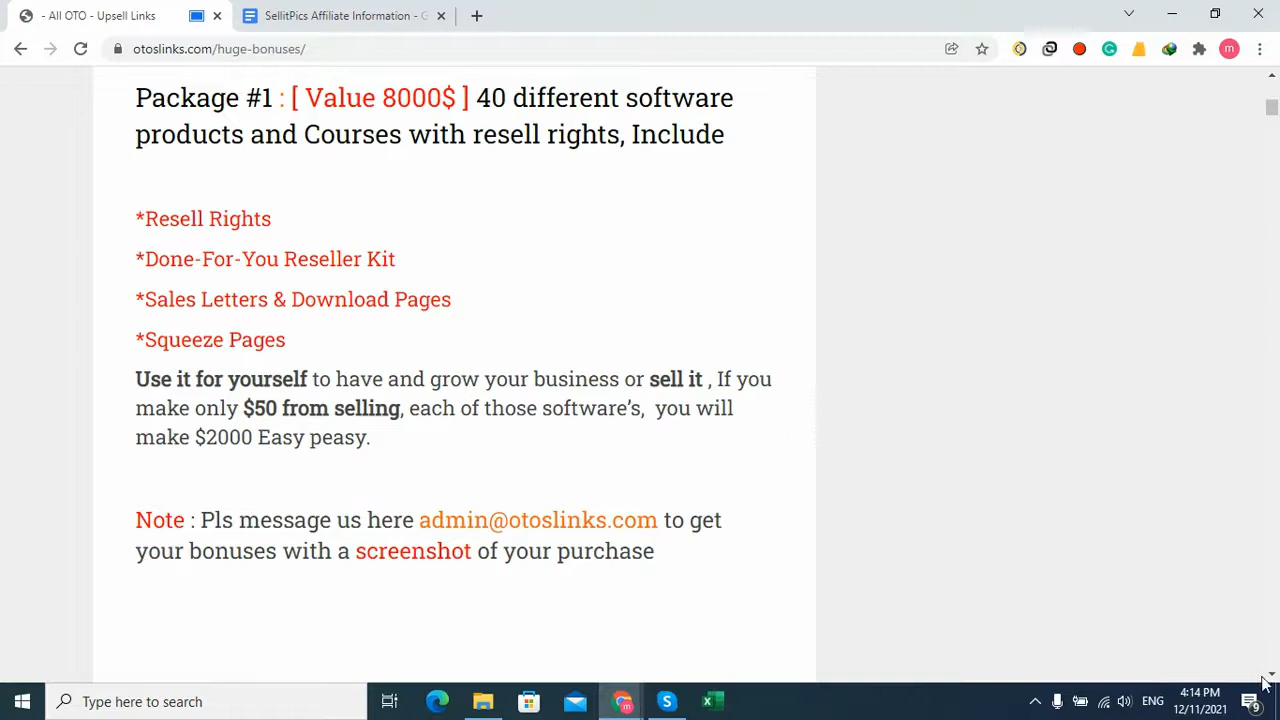 - All OTO - Upsell Links
SellitPics Affiliate Information - G
otoslinks.com/huge-bonuses/
m
Package #1 : [ Value 8000$ ] 40 different software
products and Courses with resell rights, Include
*Resell Rights
*Done-For-You Reseller Kit
*Sales Letters & Download Pages
*Squeeze Pages
Use it for yourself to have and grow your business or sell it , If you
make only $50 from selling, each of those software’s, you will
make $2000 Easy peasy.
Note : Pls message us here admin@otoslinks.com to get
your bonuses with a screenshot of your purchase
Type here to search
ENG
4:14 PM
12/11/2021
9